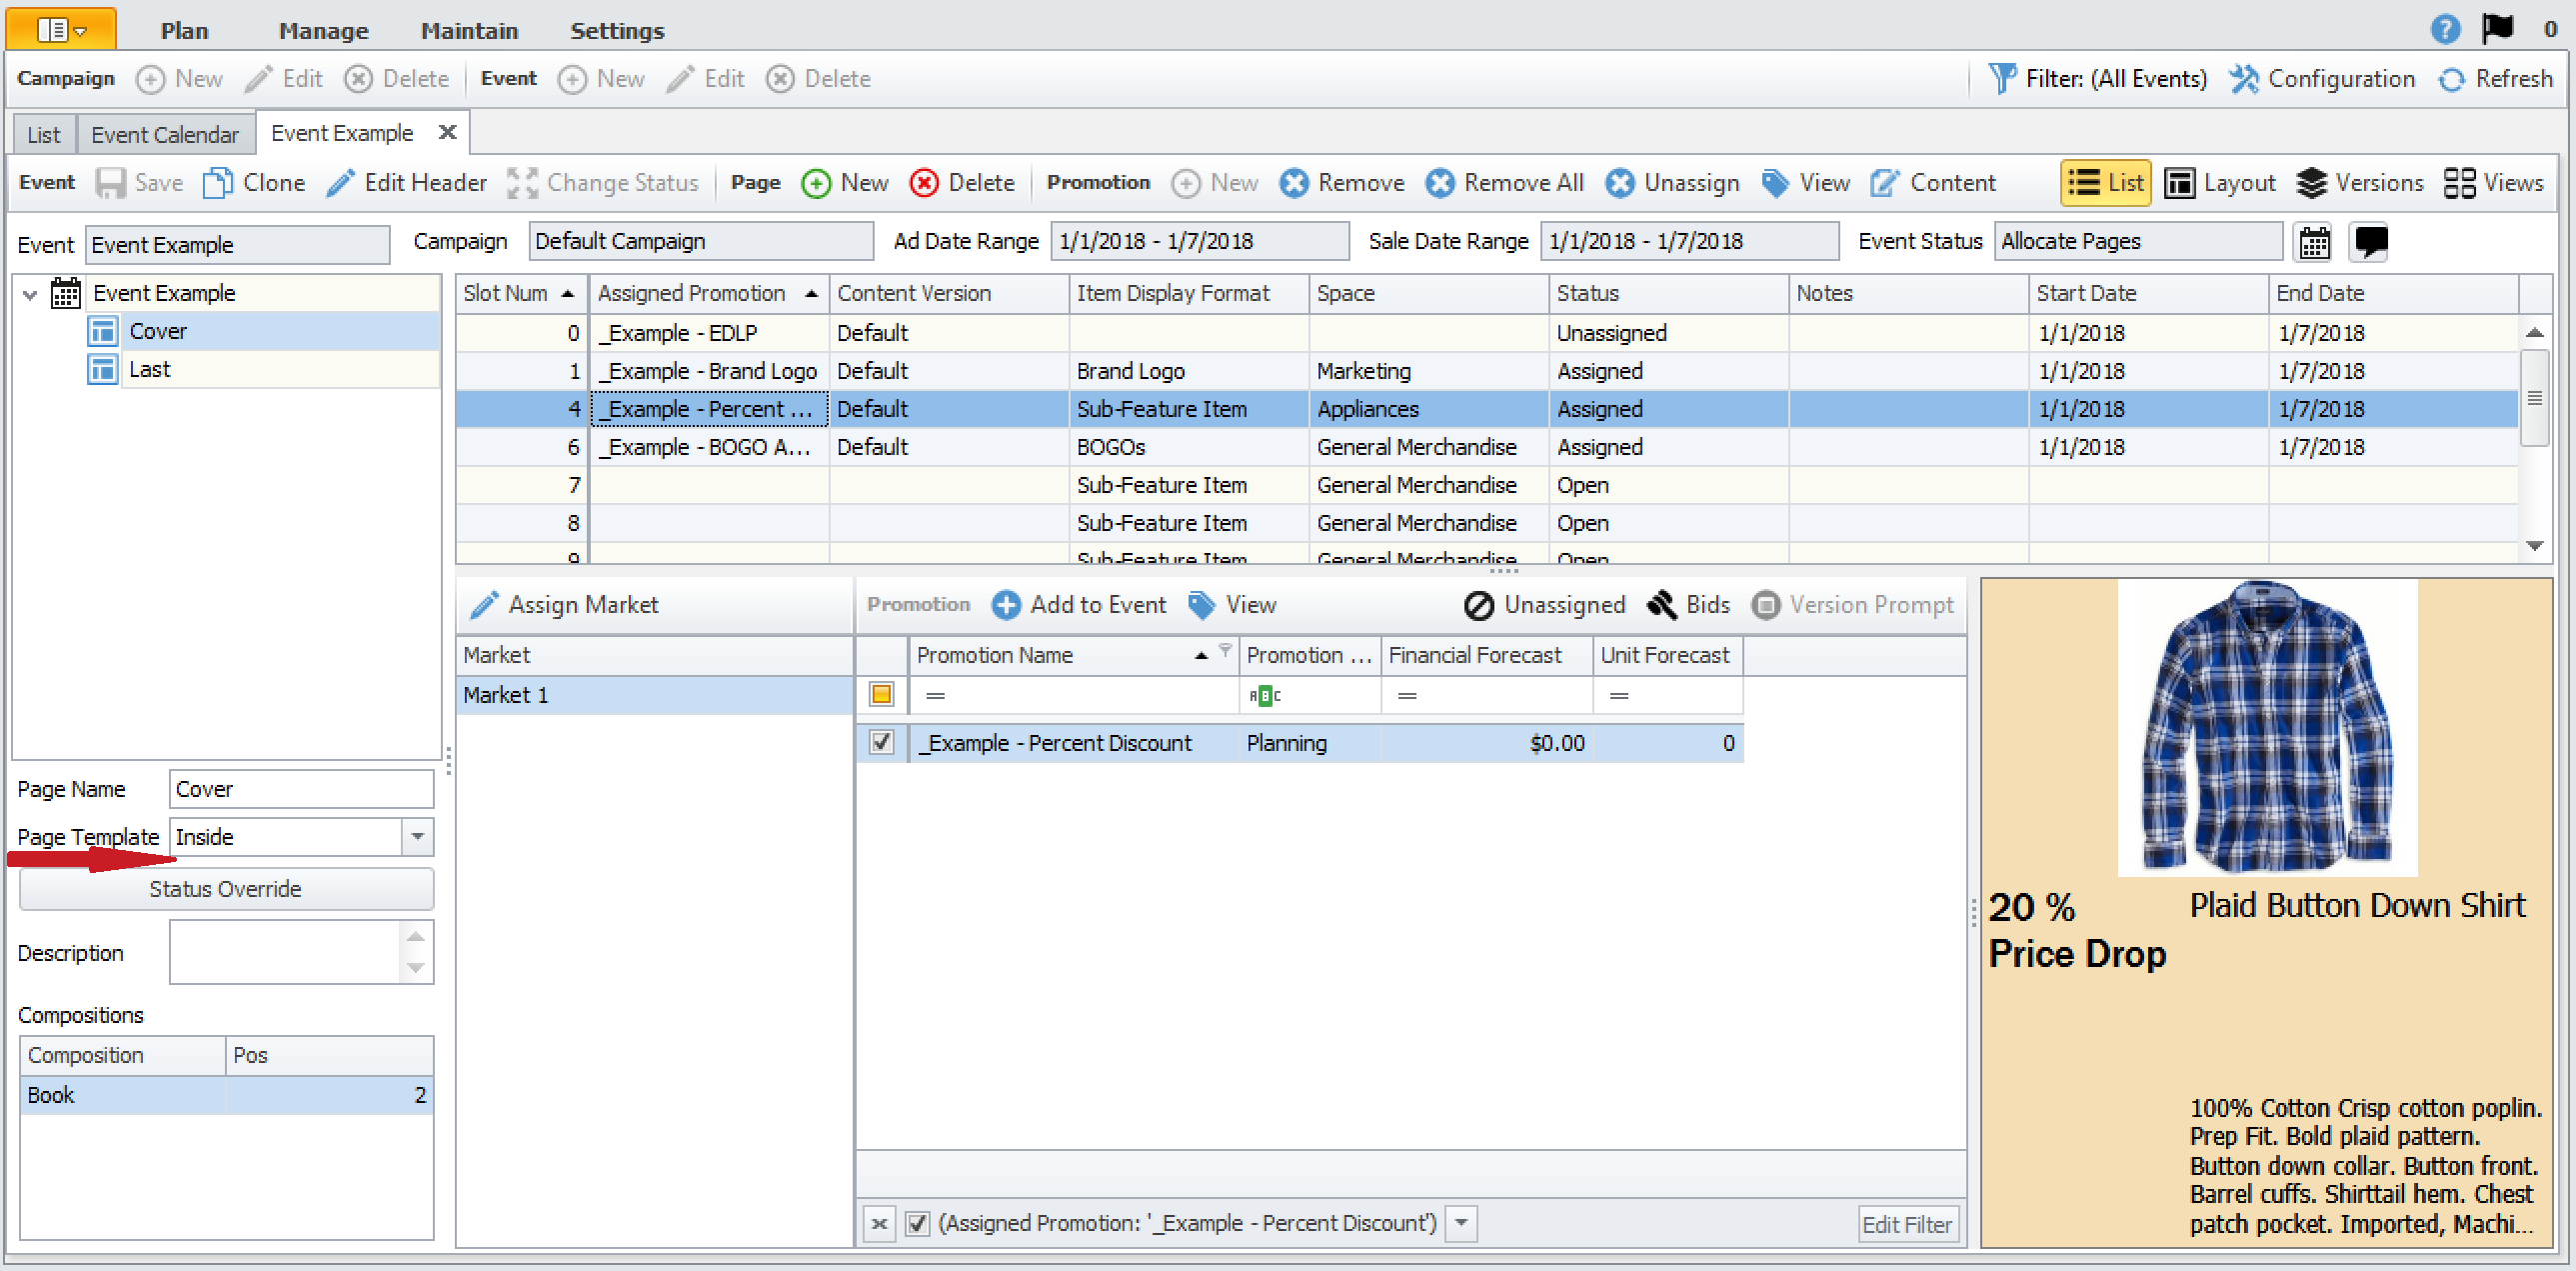 Plan Manage Maintain Settings 0
Campaign New Edit Delete Event New Edit Delete Filter: (All Events) Configuration Refresh
List Event Calendar Event Example
Event Save Clone Edit Header Change Status Page New Delete Promotion New Remove Remove All Unassign View Content List Layout Versions Views
Event Event Example Campaign Default Campaign Ad Date Range 1/1/2018 - 1/7/2018 Sale Date Range 1/1/2018 - 1/7/2018 Event Status Allocate Pages
Event Example
Cover
Last
Slot Num Assigned Promotion Content Version Item Display Format Space Status Notes Start Date End Date
0 _Example - EDLP Default Unassigned 1/1/2018 1/7/2018
1 _Example - Brand Logo Default Brand Logo Marketing Assigned 1/1/2018 1/7/2018
4 _Example - Percent ... Default Sub-Feature Item Appliances Assigned 1/1/2018 1/7/2018
6 _Example - BOGO A... Default BOGOs General Merchandise Assigned 1/1/2018 1/7/2018
7 Sub-Feature Item General Merchandise Open
8 Sub-Feature Item General Merchandise Open
9 Sub-Feature Item General Merchandise Open
Page Name Cover
Page Template Inside
Status Override
Description
Compositions
Composition Pos
Book 2
Assign Market
Market
Market 1
Promotion Add to Event View Unassigned Bids Version Prompt
Promotion Name Promotion ... Financial Forecast Unit Forecast
= ABC = =
_Example - Percent Discount Planning $0.00 0
(Assigned Promotion: '_Example - Percent Discount') Edit Filter
20 %
Price Drop
Plaid Button Down Shirt
100% Cotton Crisp cotton poplin.
Prep Fit. Bold plaid pattern.
Button down collar. Button front.
Barrel cuffs. Shirttail hem. Chest
patch pocket. Imported, Machi...